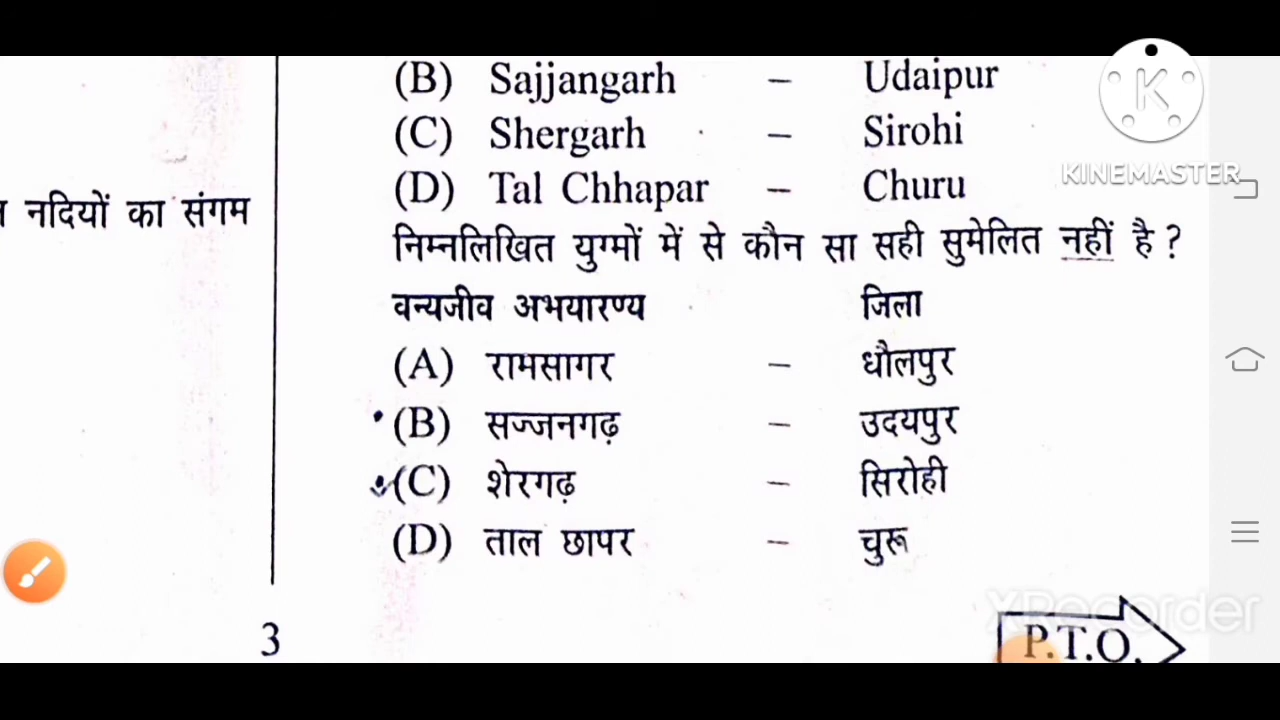 (B) Sajjangarh – Udaipur
(C) Shergarh – Sirohi
(D) Tal Chhapar – Churu
नदियों का संगम
निम्नलिखित युग्मों में से कौन सा सही सुमेलित नहीं है ?
वन्यजीव अभयारण्य जिला
(A) रामसागर – धौलपुर
(B) सज्जनगढ़ – उदयपुर
(C) शेरगढ़ – सिरोही
(D) ताल छापर – चुरू
3
P.T.O.
K
KINEMASTER
XRecorder